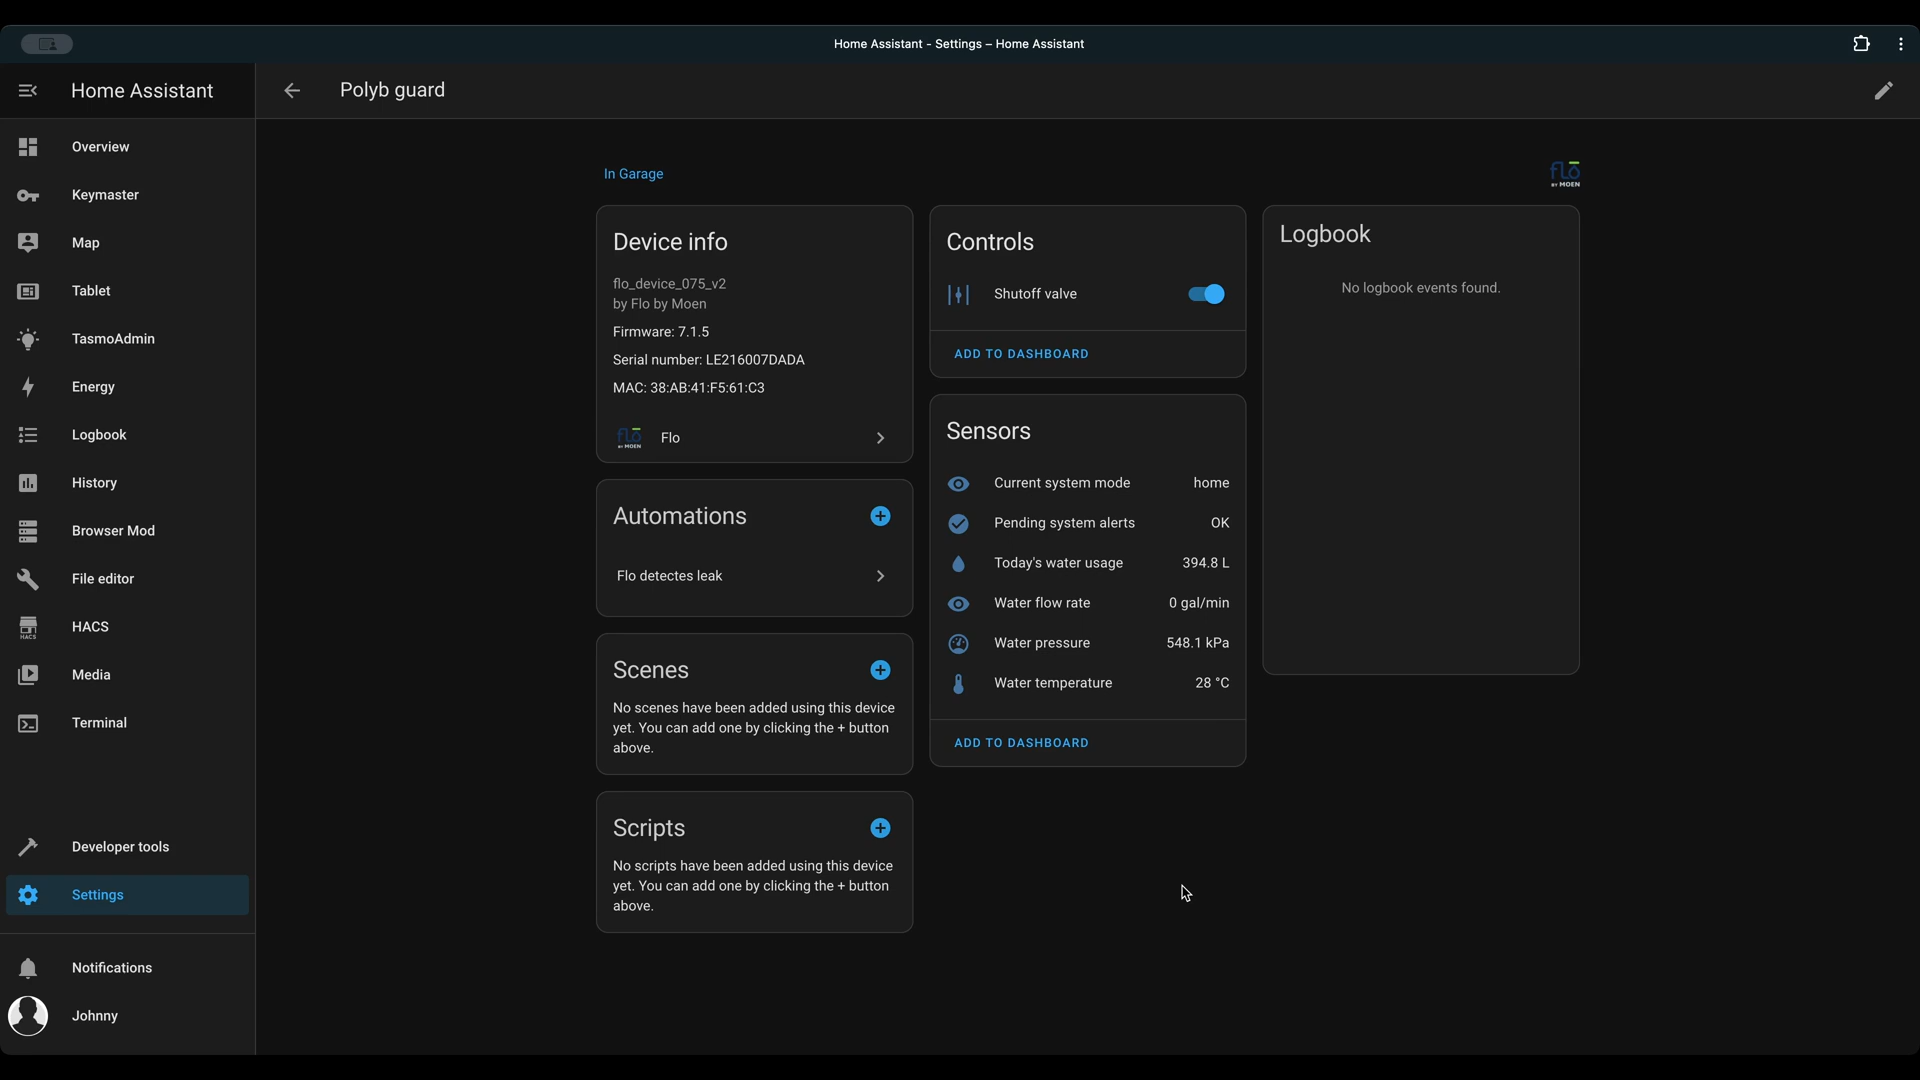 Home Assistant - Settings – Home Assistant
Home Assistant
Polyb guard
Overview
Keymaster
Map
Tablet
TasmoAdmin
Energy
Logbook
History
Browser Mod
File editor
HACS
HACS
Media
Terminal
Developer tools
Settings
Notifications
Johnny
In Garage
flo
BY MOEN
Device info
flo_device_075_v2
by Flo by Moen
Firmware: 7.1.5
Serial number: LE216007DADA
MAC: 38:AB:41:F5:61:C3
flo
BY MOEN
Flo
Automations
Flo detectes leak
Scenes
No scenes have been added using this device
yet. You can add one by clicking the + button
above.
Scripts
No scripts have been added using this device
yet. You can add one by clicking the + button
above.
Controls
Shutoff valve
ADD TO DASHBOARD
Sensors
Current system mode home
Pending system alerts OK
Today's water usage 394.8 L
Water flow rate 0 gal/min
Water pressure 548.1 kPa
Water temperature 28 °C
ADD TO DASHBOARD
Logbook
No logbook events found.